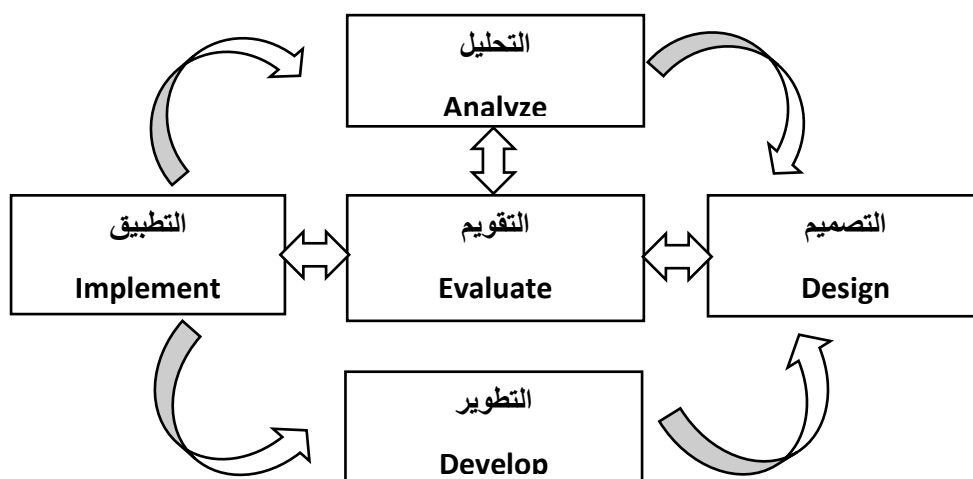 التحليل
Analyze
التطبيق
Implement
التقويم
Evaluate
التصميم
Design
التطوير
Develop